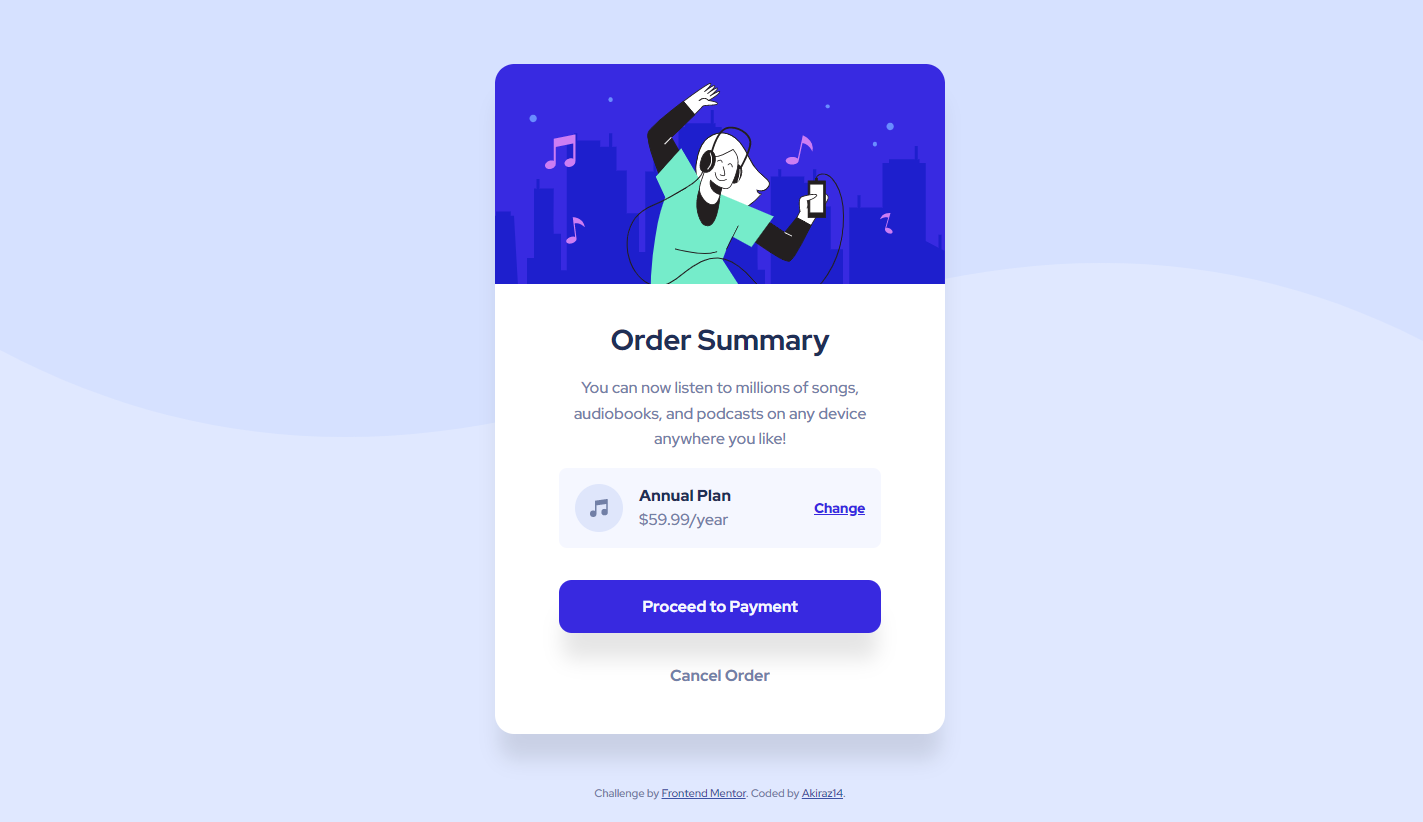 Order Summary
You can now listen to millions of songs,
audiobooks, and podcasts on any device
anywhere you like!
Annual Plan
$59.99/year
Change
Proceed to Payment
Cancel Order
Challenge by Frontend Mentor. Coded by Akiraz14.